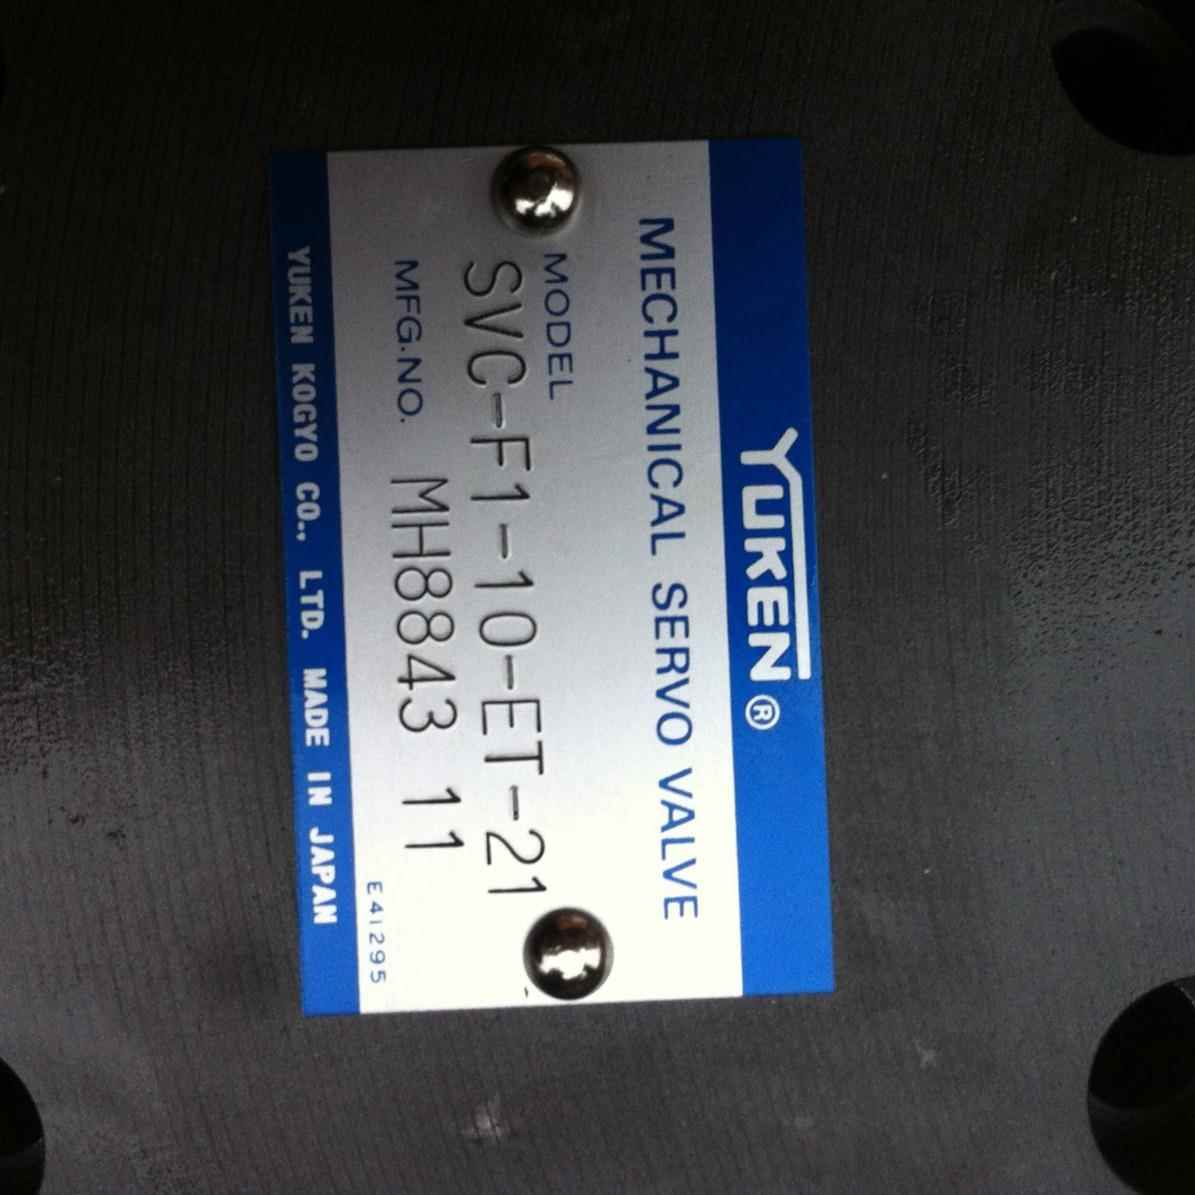 YUKEN®
MECHANICAL SERVO VALVE
MODEL
SVC-F1-10-ET-21
MFG.NO. MH8843 11
E41295
YUKEN KOGYO CO., LTD. MADE IN JAPAN